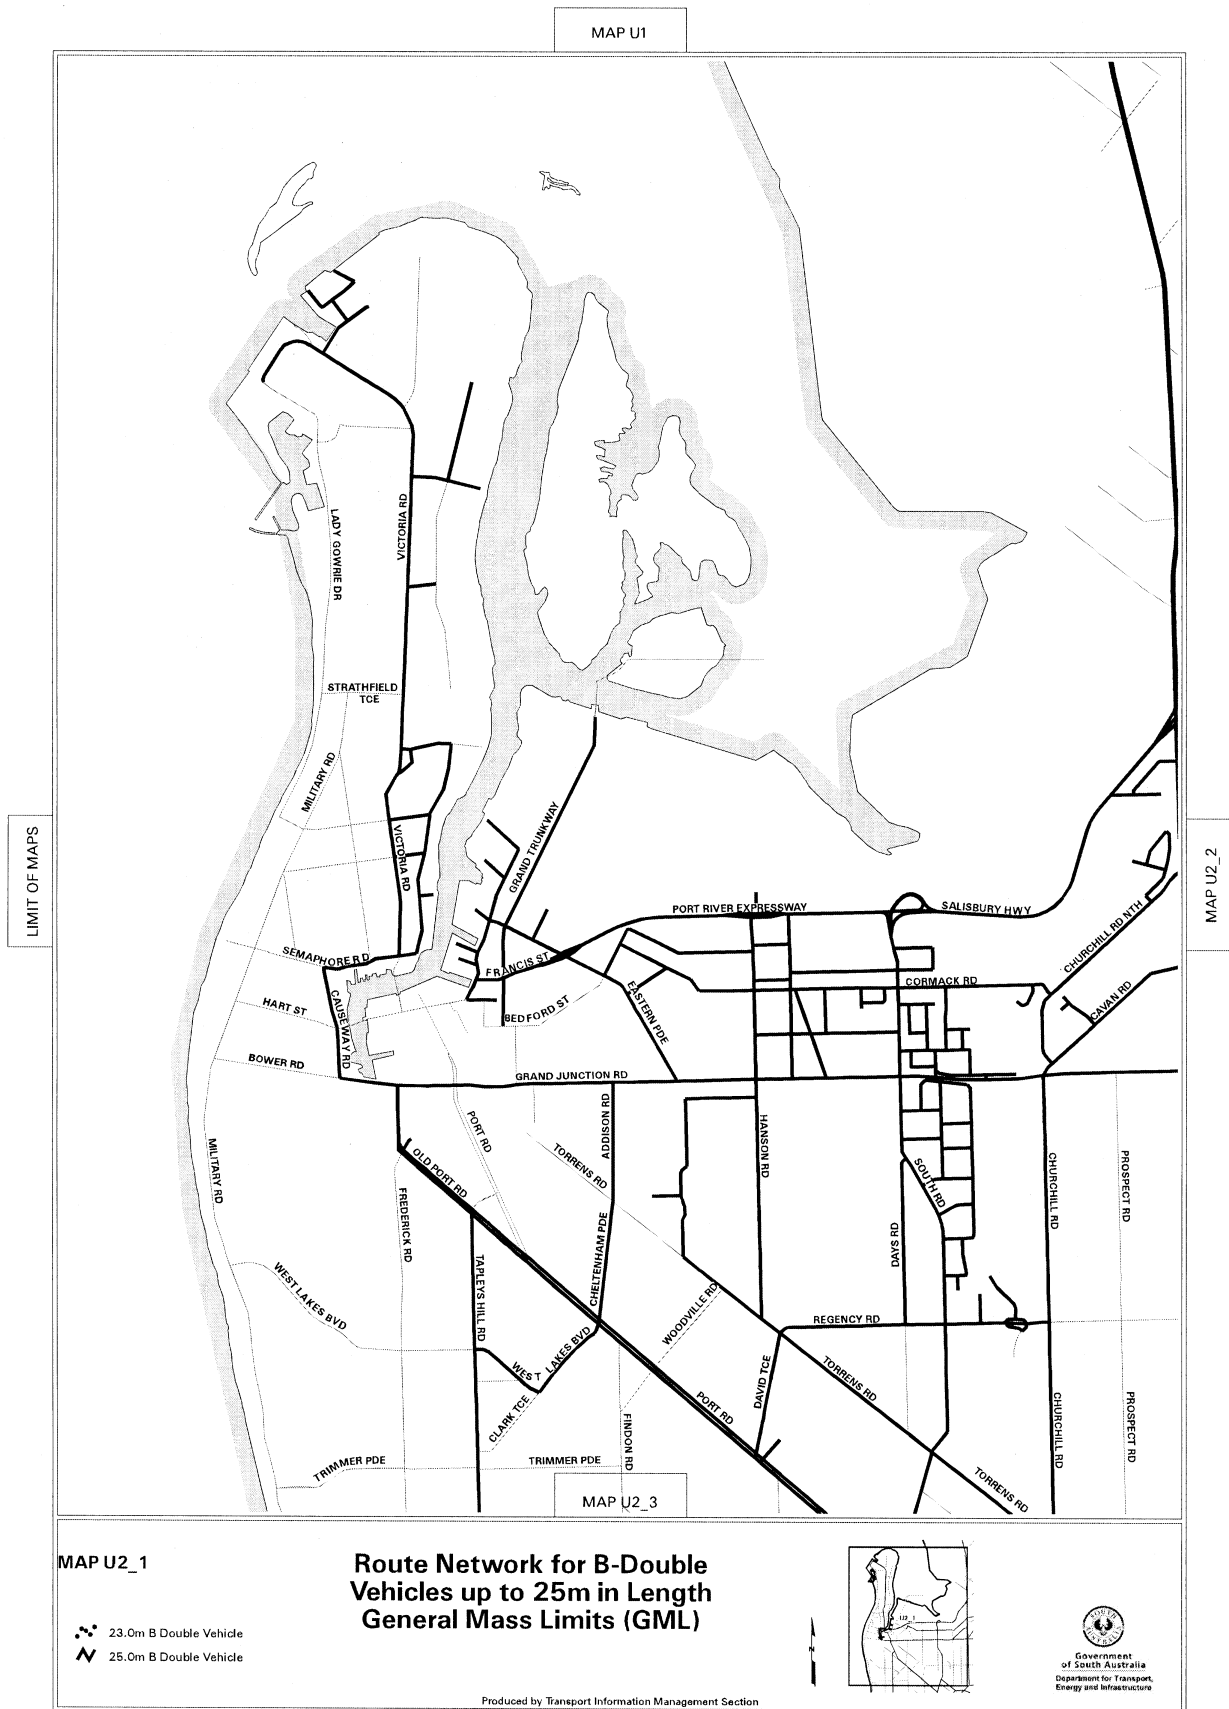 MAP U1
LADY GOWRIE DR
VICTORIA RD
STRATHFIELD
TCE
MILITARY RD
VICTORIA RD
GRAND TRUNKWAY
LIMIT OF MAPS
MAP U2_2
PORT RIVER EXPRESSWAY
SALISBURY HWY
CHURCHILL RD NTH
SEMAPHORE RD
FRANCIS ST
CORMACK RD
CAVAN RD
HART ST
CAUSEWAY RD
BEDFORD ST
EASTERN PDE
BOWER RD
GRAND JUNCTION RD
MILITARY RD
PORT RD
ADDISON RD
TORRENS RD
HANSON RD
OLD PORT RD
SOUTH RD
CHURCHILL RD
PROSPECT RD
FREDERICK RD
CHELTENHAM PDE
DAYS RD
TAPLEYS HILL RD
WEST LAKES BVD
WOODVILLE RD
REGENCY RD
WEST LAKES BVD
DAVID TCE
TORRENS RD
CLARK TCE
PORT RD
FINDON RD
CHURCHILL RD
PROSPECT RD
TRIMMER PDE
TRIMMER PDE
TORRENS RD
MAP U2_3
MAP U2_1
Route Network for B-Double
Vehicles up to 25m in Length
General Mass Limits (GML)
23.0m B Double Vehicle
25.0m B Double Vehicle
N
U2_1
SOUTH
AUSTRALIA
Government
of South Australia
Department for Transport,
Energy and Infrastructure
Produced by Transport Information Management Section